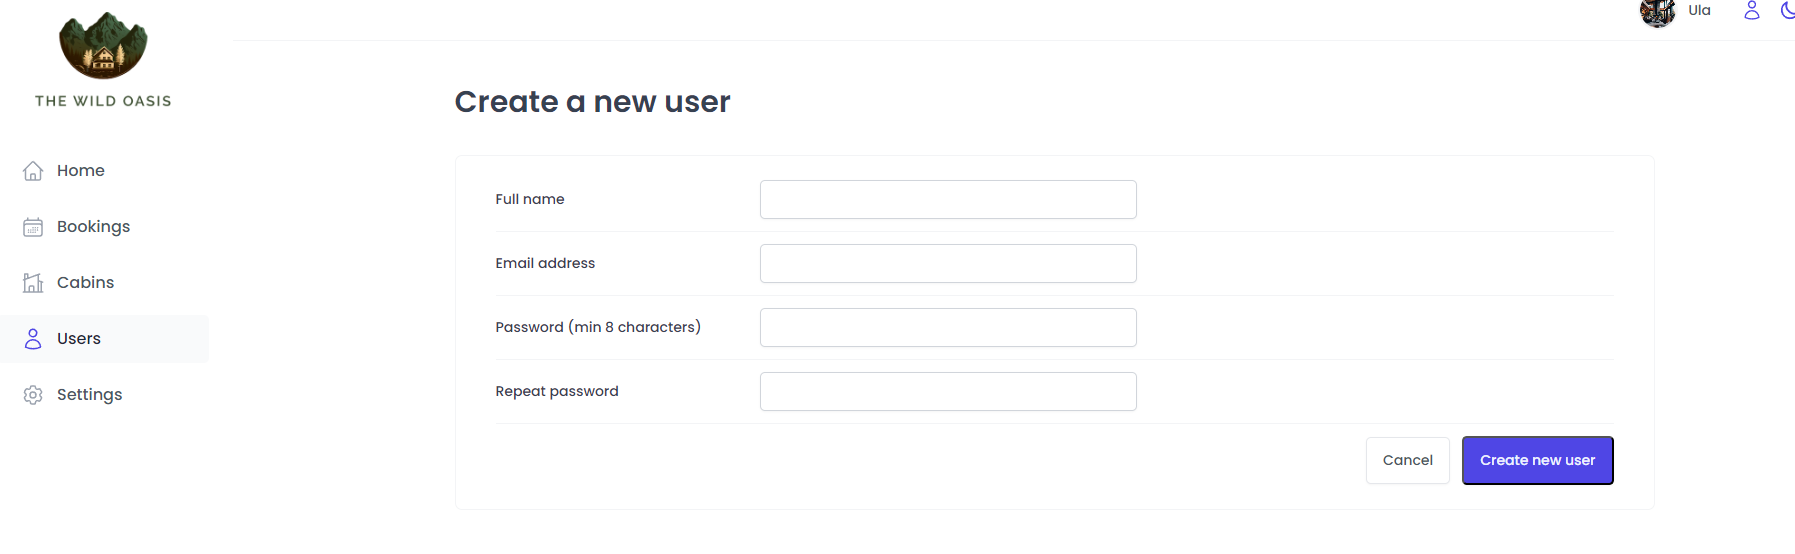 THE WILD OASIS
Ula
Home
Bookings
Cabins
Users
Settings
Create a new user
Full name
Email address
Password (min 8 characters)
Repeat password
Cancel
Create new user